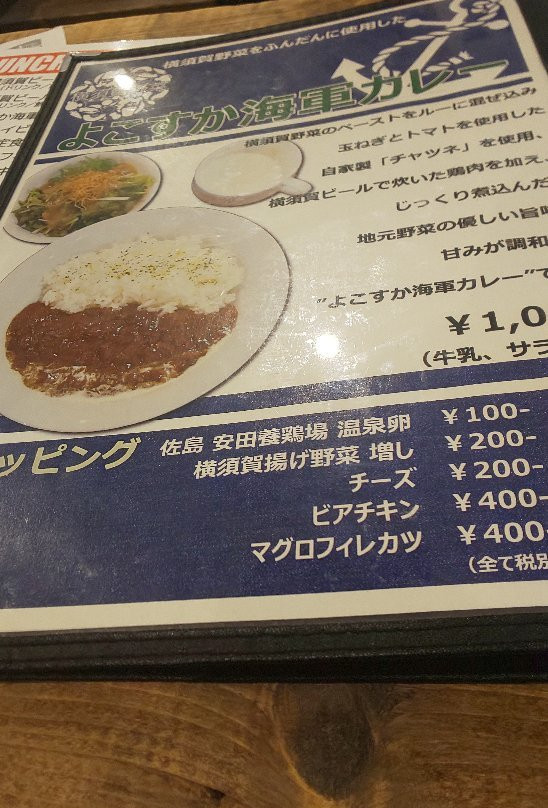 横須賀野菜をふんだんに使用した
よこすか海軍カレー
横須賀野菜のペーストをルーに混ぜ込み
玉ねぎとトマトを使用した
自家製「チャツネ」を使用、
横須賀ビールで炊いた鶏肉を加え、
じっくり煮込んだ
地元野菜の優しい旨味
甘みが調和
"よこすか海軍カレー"で
￥1,0
（牛乳、サラ
ッピング
佐島 安田養鶏場 温泉卵 ￥100-
横須賀揚げ野菜 増し ￥200-
チーズ ￥200-
ビアチキン ￥400-
マグロフィレカツ ￥400-
（全て税別